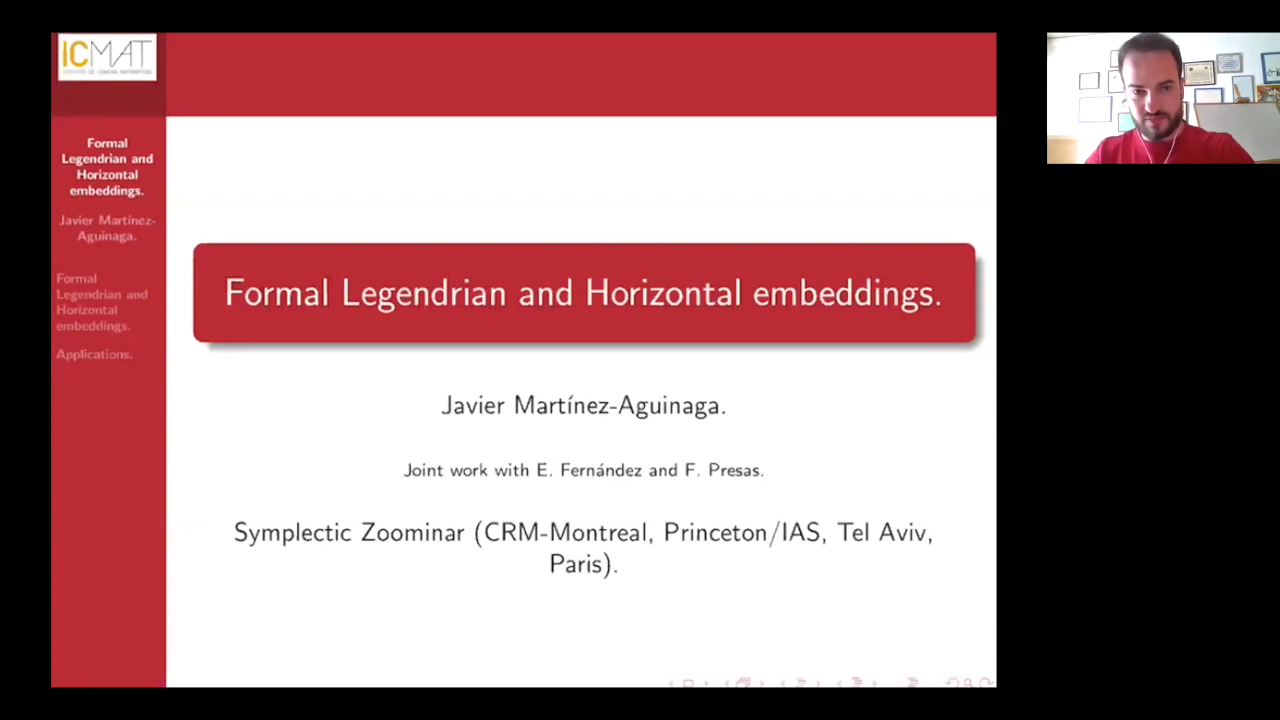 ICMAT
Formal
Legendrian and
Horizontal
embeddings.
Javier Martínez-
Aguinaga.
Formal
Legendrian and
Horizontal
embeddings.
Applications.
Formal Legendrian and Horizontal embeddings.
Javier Martínez-Aguinaga.
Joint work with E. Fernández and F. Presas.
Symplectic Zoominar (CRM-Montreal, Princeton/IAS, Tel Aviv,
Paris).